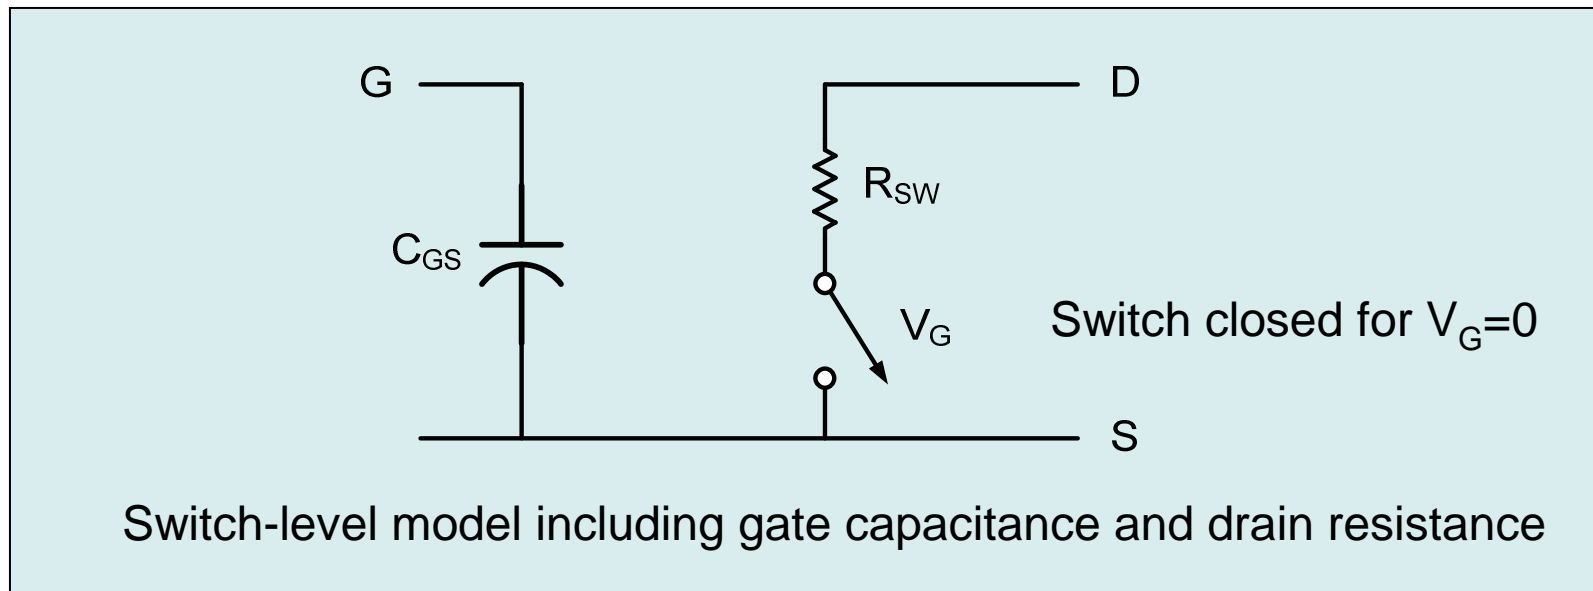 G
D
R_SW
C_GS
V_G
Switch closed for V_G=0
S
Switch-level model including gate capacitance and drain resistance